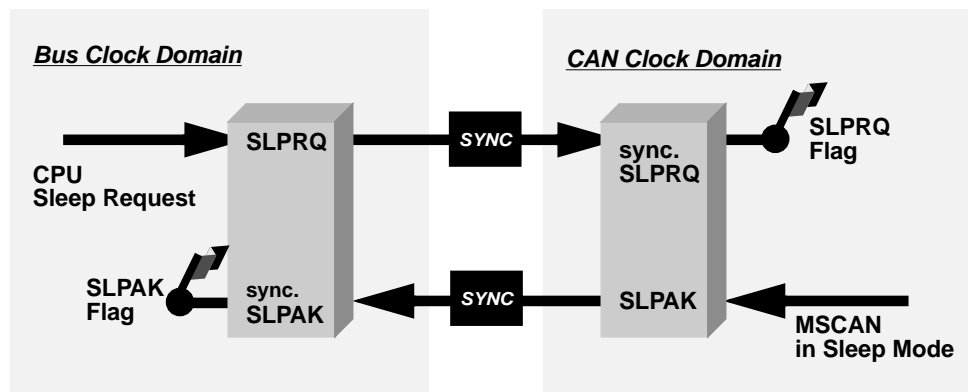 Bus Clock Domain
CAN Clock Domain
SLPRQ
SYNC
sync.
SLPRQ
SLPRQ
Flag
CPU
Sleep Request
SLPAK
Flag
sync.
SLPAK
SYNC
SLPAK
MSCAN
in Sleep Mode